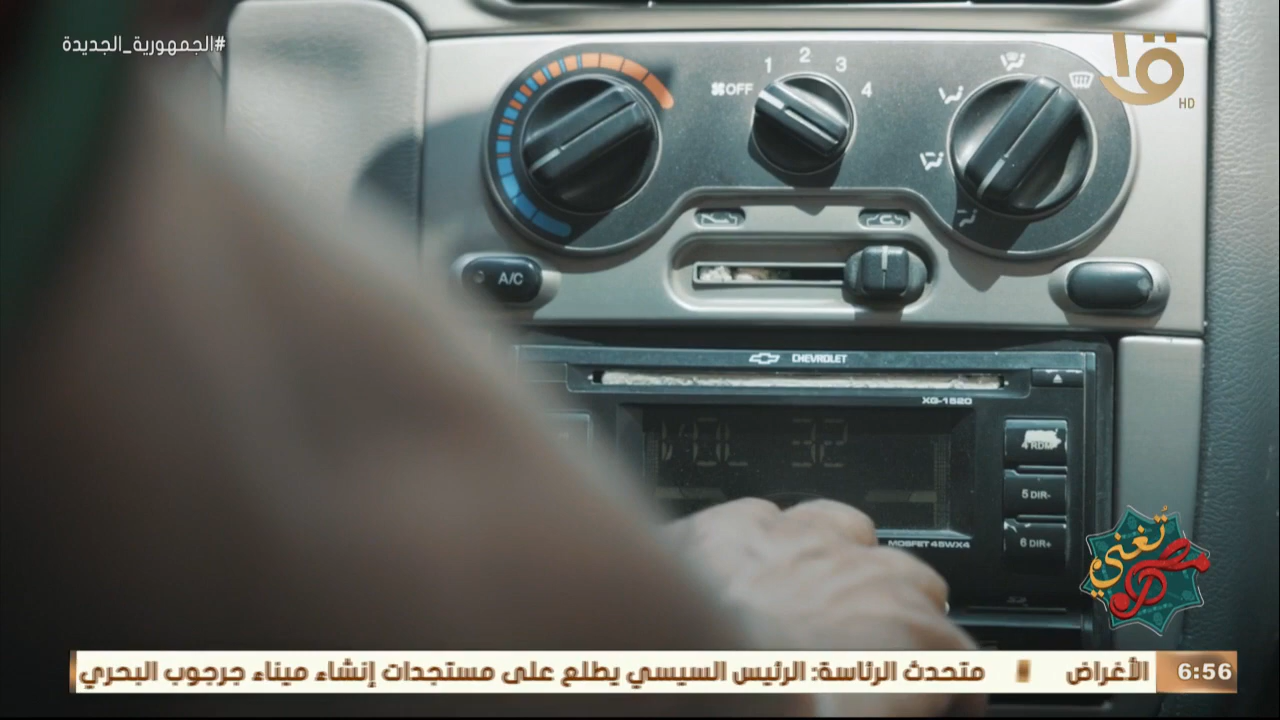 #الجمهورية_الجديدة
HD
OFF 1 2 3 4
A/C
CHEVROLET
XG-1520
VOL 32
4 RDM
5 DIR-
6 DIR+
MOSFET 45WX4
مصر تُغني
6:56 الأغراض متحدث الرئاسة: الرئيس السيسي يطلع على مستجدات إنشاء ميناء جرجوب البحري